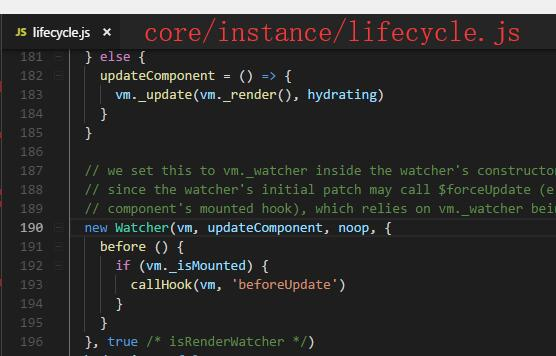 JS lifecycle.js × core/instance/lifecycle.js
181 } else {
182 updateComponent = () => {
183 vm._update(vm._render(), hydrating)
184 }
185 }
186
187 // we set this to vm._watcher inside the watcher's constructo
188 // since the watcher's initial patch may call $forceUpdate (e
189 // component's mounted hook), which relies on vm._watcher bei
190 new Watcher(vm, updateComponent, noop, {
191 before () {
192 if (vm._isMounted) {
193 callHook(vm, 'beforeUpdate')
194 }
195 }
196 }, true /* isRenderWatcher */)